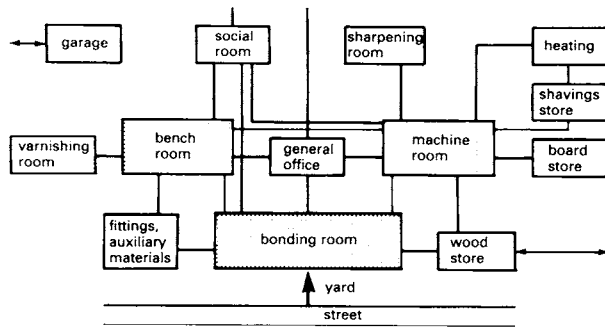 garage
social
room
sharpening
room
heating
shavings
store
varnishing
room
bench
room
general
office
machine
room
board
store
fittings,
auxiliary
materials
bonding room
wood
store
yard
street